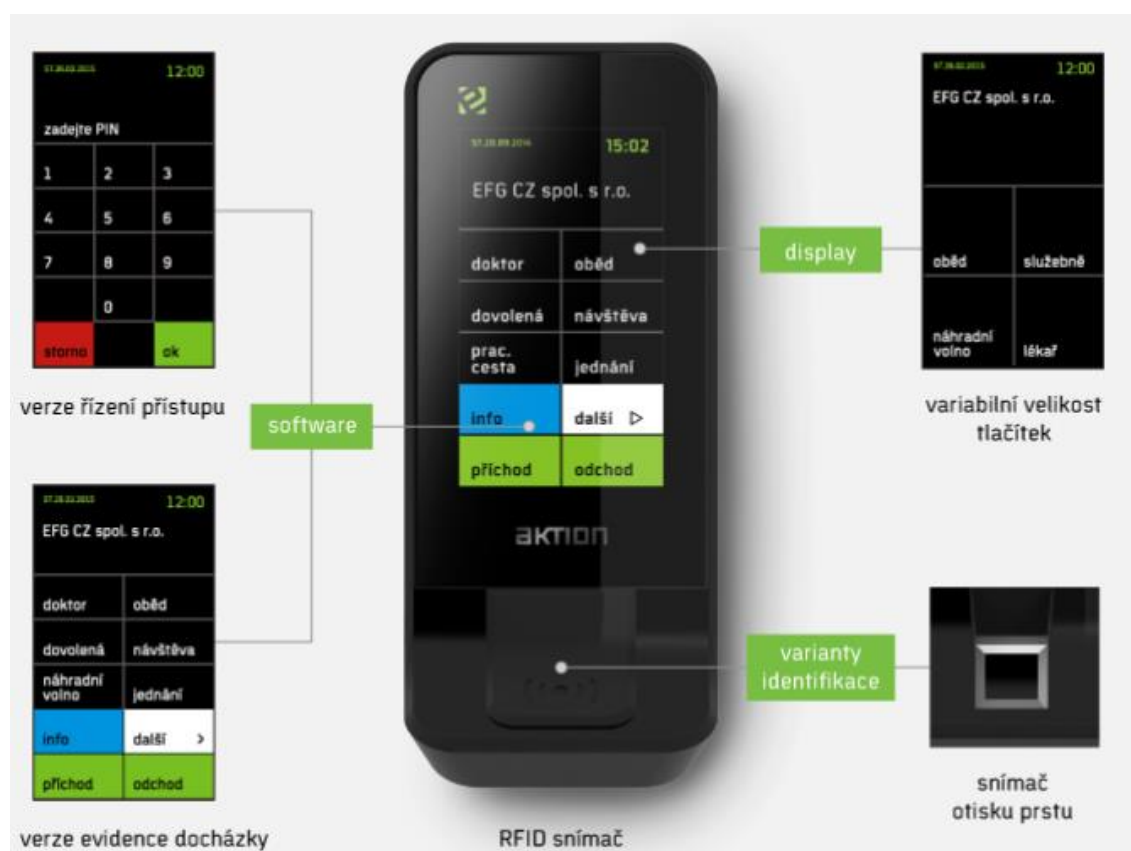 12:00
zadejte PIN
1 2 3
4 5 6
7 8 9
0
storno ok
verze řízení přístupu
software
12:00
EFG CZ spol. s r.o.
doktor oběd
dovolená návštěva
náhradní
volno jednání
info další >
příchod odchod
verze evidence docházky
15:02
EFG CZ spol. s r.o.
doktor oběd
dovolená návštěva
prac.
cesta jednání
info další ▷
příchod odchod
aktion
RFID snímač
display
12:00
EFG CZ spol. s r.o.
oběd služebně
náhradní
volno lékař
variabilní velikost
tlačítek
varianty
identifikace
snímač
otisku prstu